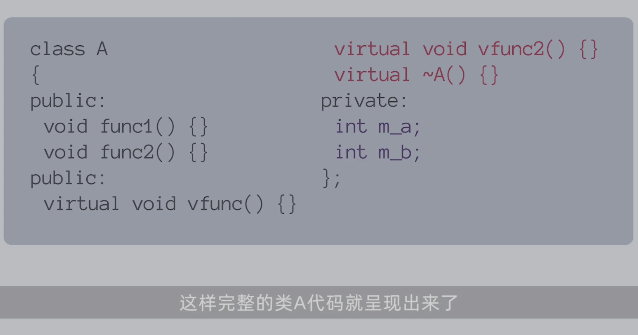 class A
{
public:
void func1() {}
void func2() {}
public:
virtual void vfunc() {}
virtual void vfunc2() {}
virtual ~A() {}
private:
int m_a;
int m_b;
};
这样完整的类A代码就呈现出来了